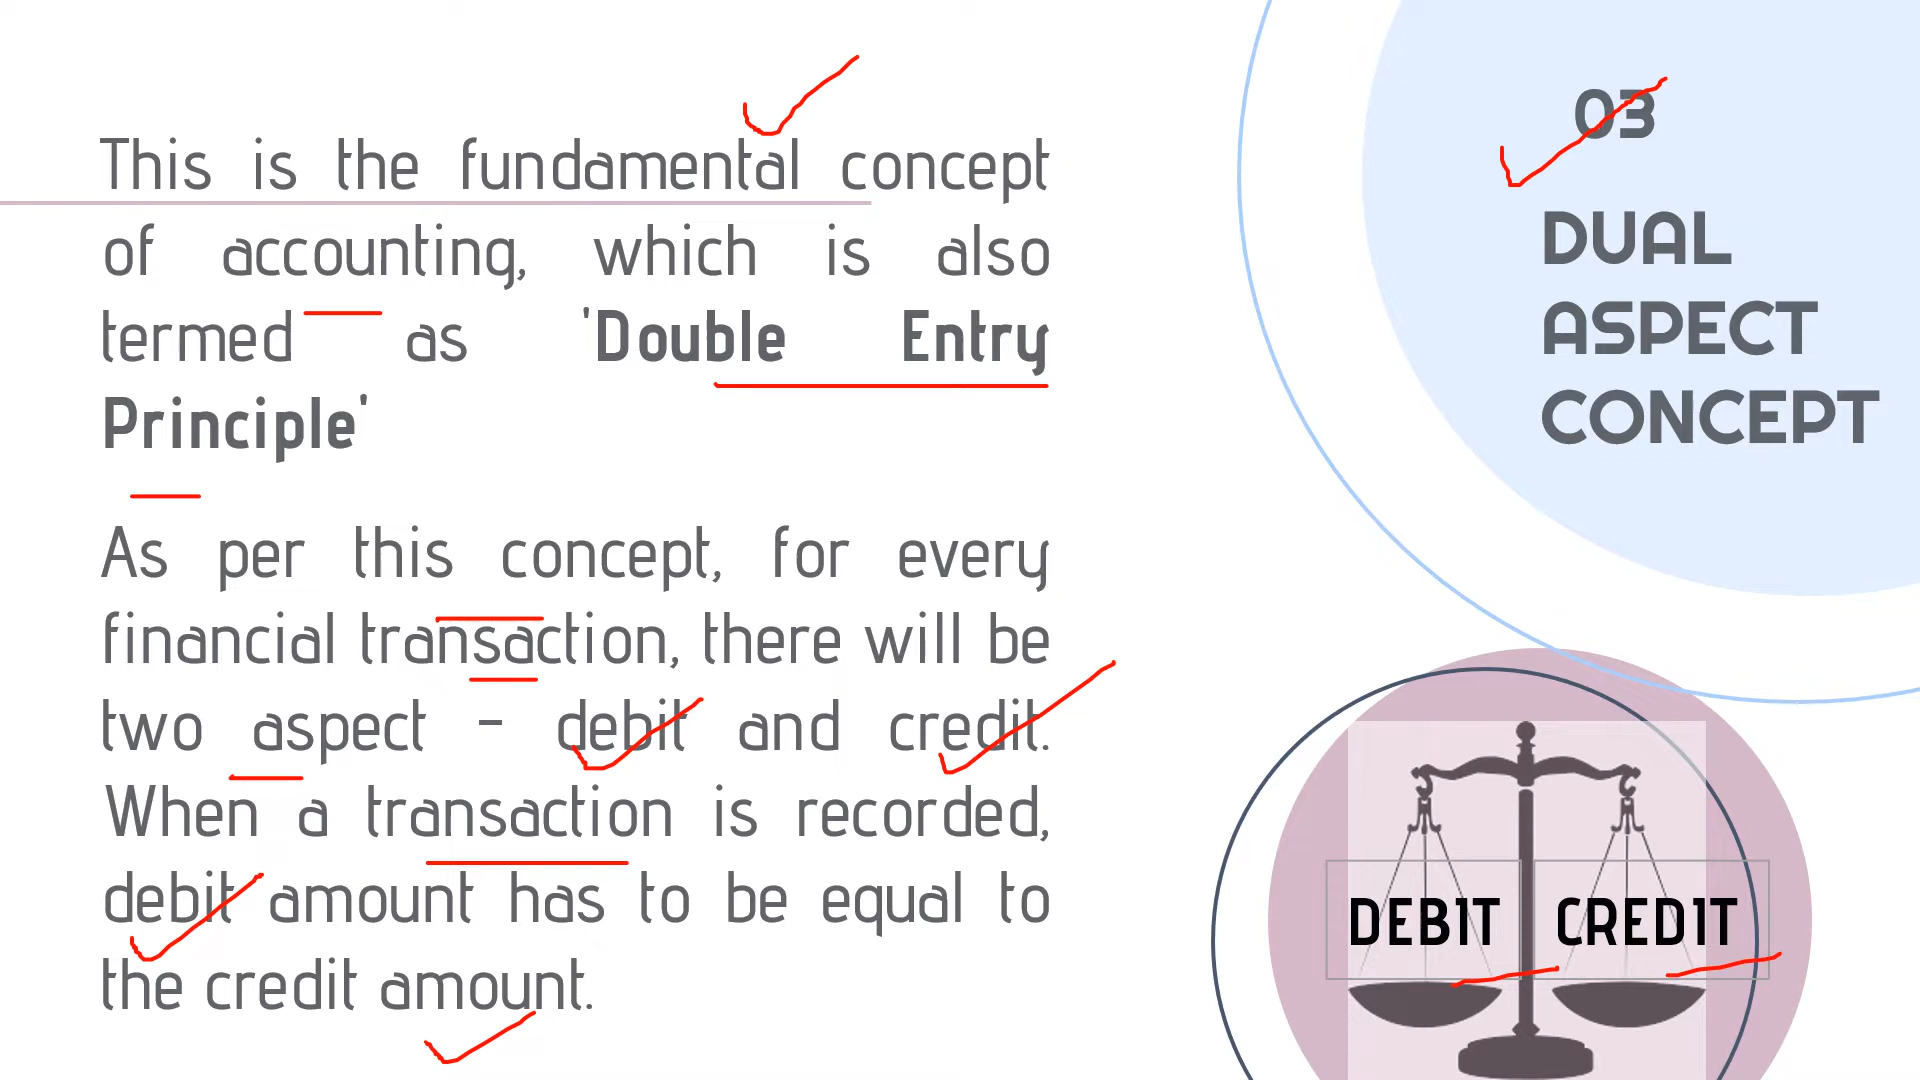 This is the fundamental concept
of accounting, which is also
termed as 'Double Entry
Principle'
As per this concept, for every
financial transaction, there will be
two aspect - debit and credit.
When a transaction is recorded,
debit amount has to be equal to
the credit amount.
03
DUAL
ASPECT
CONCEPT
DEBIT CREDIT